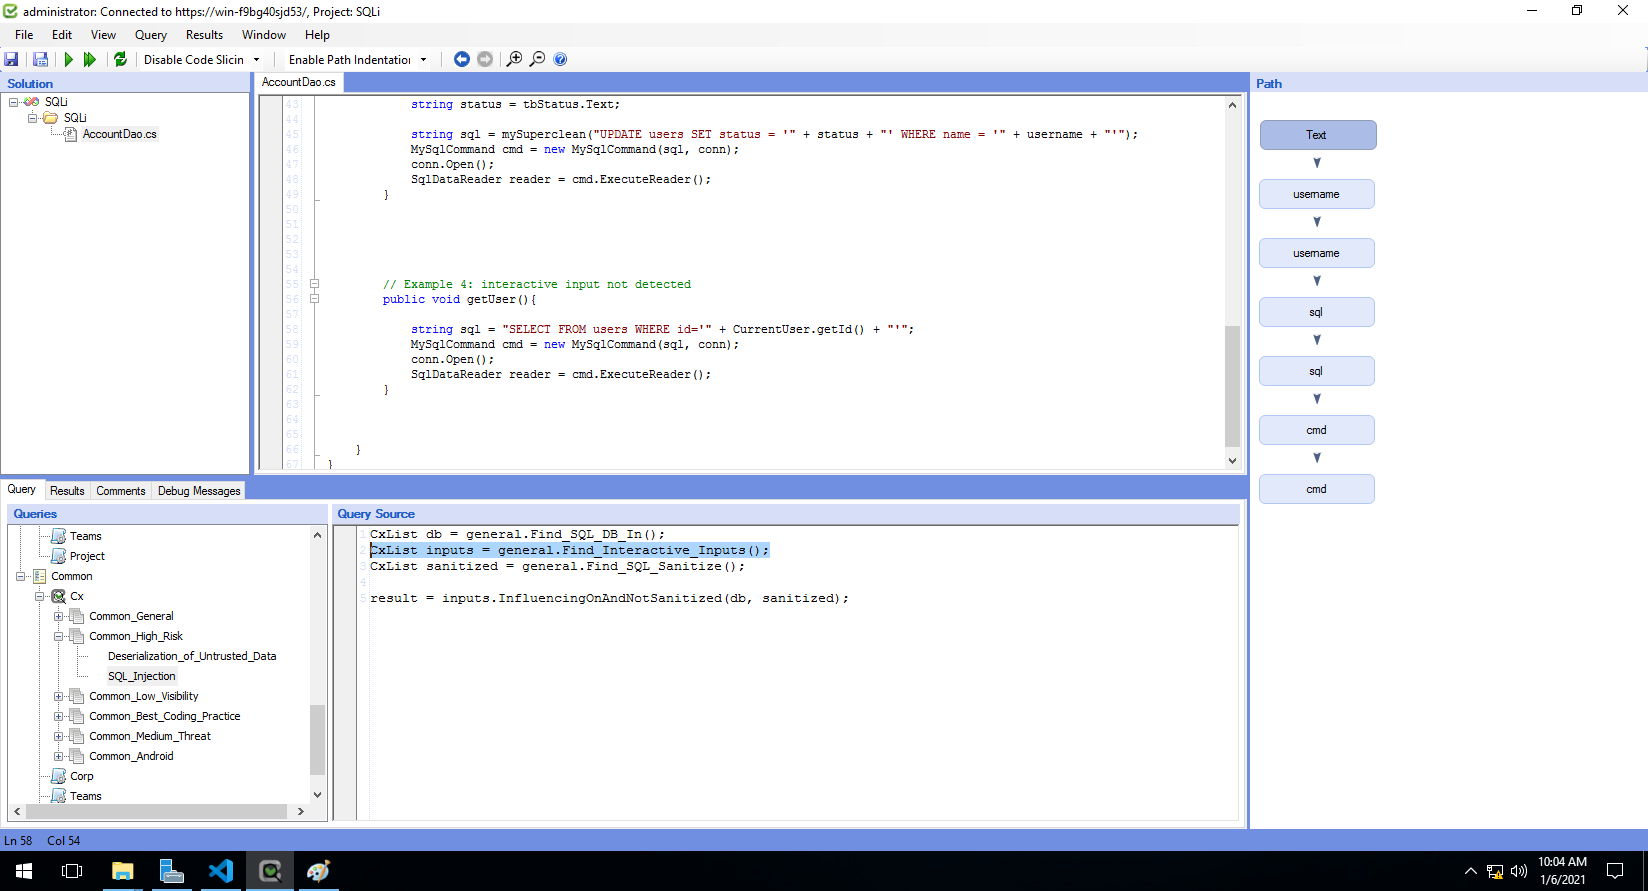 administrator: Connected to https://win-f9bg40sjd53/, Project: SQLi
File Edit View Query Results Window Help
Disable Code Slicin Enable Path Indentatior
Solution
SQLi
SQLi
AccountDao.cs
AccountDao.cs
43 string status = tbStatus.Text;
44
45 string sql = mySuperclean("UPDATE users SET status = '" + status + "' WHERE name = '" + username + "'");
46 MySqlCommand cmd = new MySqlCommand(sql, conn);
47 conn.Open();
48 SqlDataReader reader = cmd.ExecuteReader();
49 }
50
51
52
53
54
55 // Example 4: interactive input not detected
56 public void getUser(){
57
58 string sql = "SELECT FROM users WHERE id='" + CurrentUser.getId() + "'";
59 MySqlCommand cmd = new MySqlCommand(sql, conn);
60 conn.Open();
61 SqlDataReader reader = cmd.ExecuteReader();
62 }
63
64
65
66 }
67 }
Path
Text
username
username
sql
sql
cmd
cmd
Query Results Comments Debug Messages
Queries
Teams
Project
Common
Cx
Common_General
Common_High_Risk
Deserialization_of_Untrusted_Data
SQL_Injection
Common_Low_Visibility
Common_Best_Coding_Practice
Common_Medium_Threat
Common_Android
Corp
Teams
Query Source
1 CxList db = general.Find_SQL_DB_In();
2 CxList inputs = general.Find_Interactive_Inputs();
3 CxList sanitized = general.Find_SQL_Sanitize();
4
5 result = inputs.InfluencingOnAndNotSanitized(db, sanitized);
Ln 58 Col 54
10:04 AM
1/6/2021